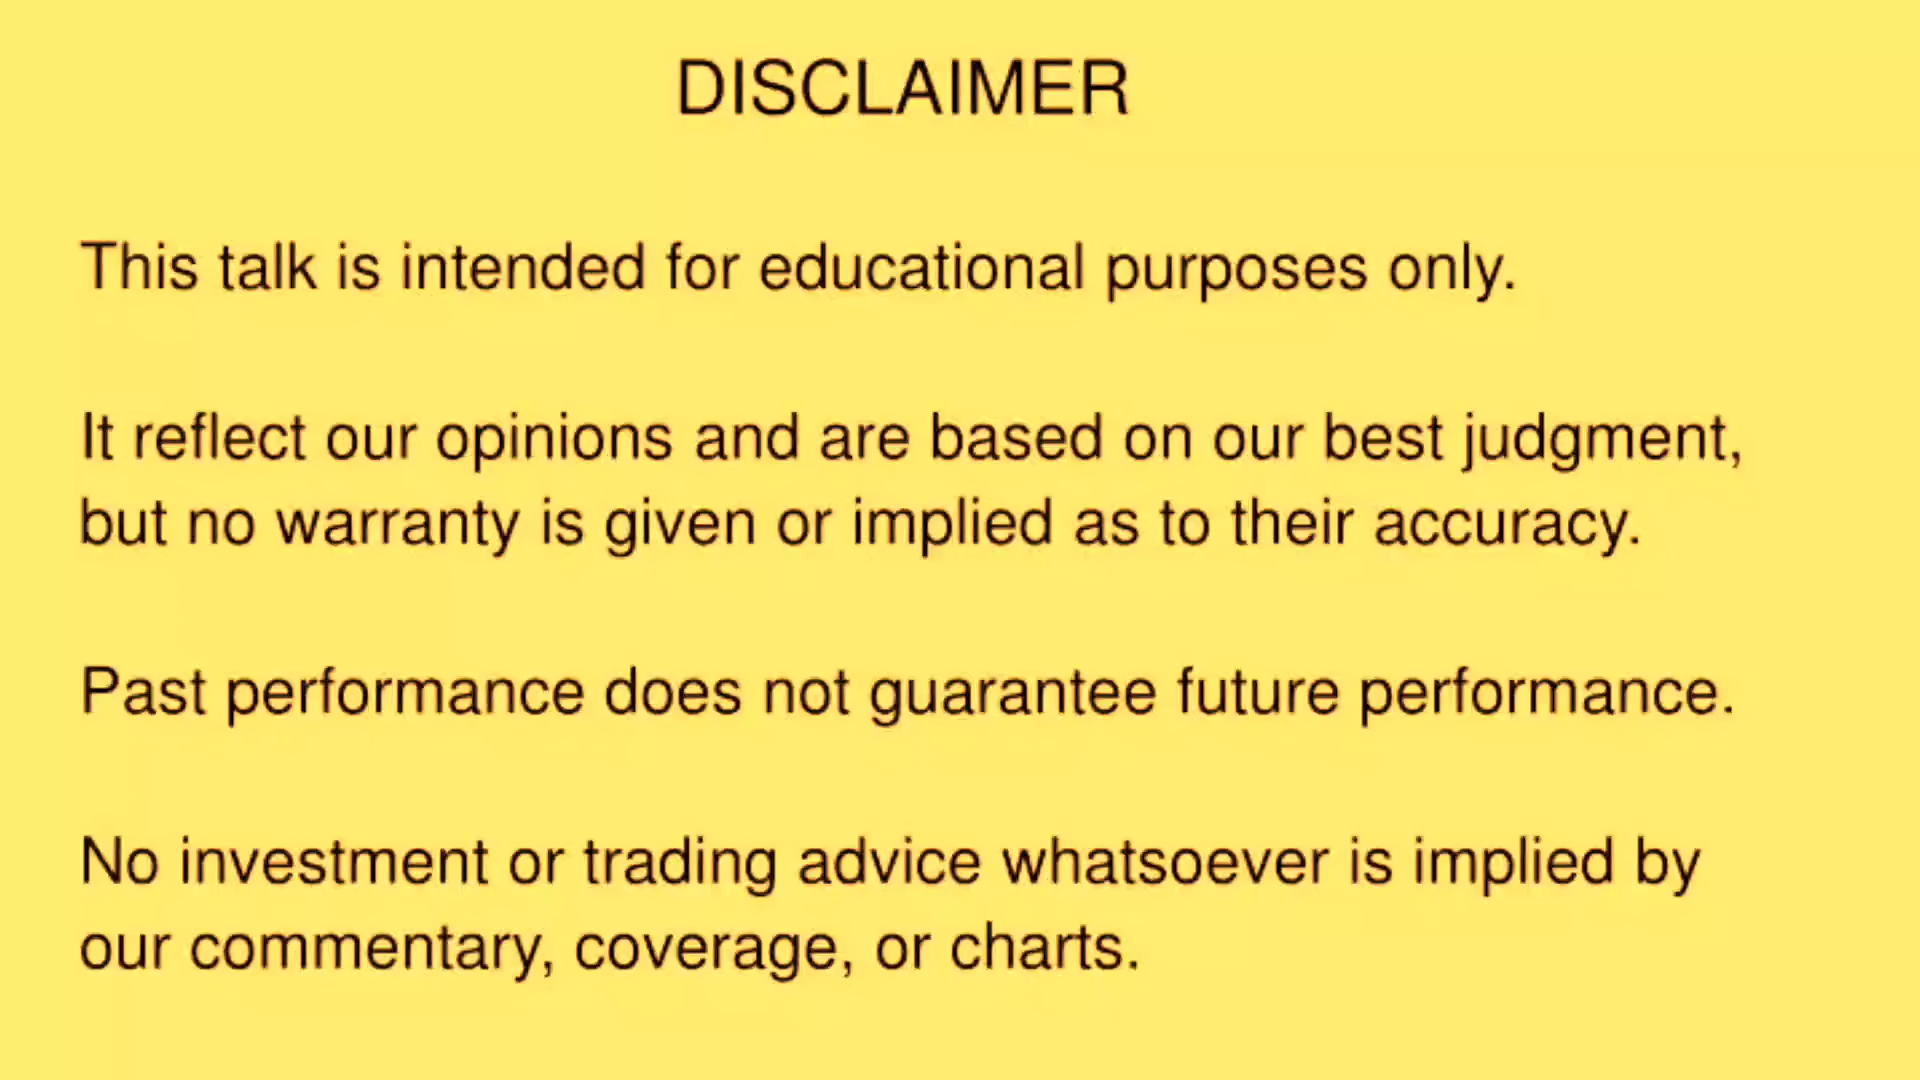 DISCLAIMER
This talk is intended for educational purposes only.
It reflect our opinions and are based on our best judgment,
but no warranty is given or implied as to their accuracy.
Past performance does not guarantee future performance.
No investment or trading advice whatsoever is implied by
our commentary, coverage, or charts.